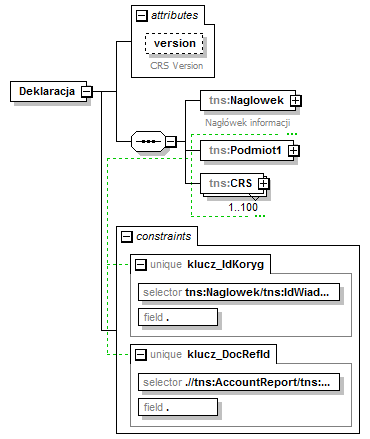 attributes
version
CRS Version
Deklaracja
tns:Naglowek
Nagłówek informacji
tns:Podmiot1
tns:CRS
1..100
constraints
unique klucz_IdKoryg
selector tns:Naglowek/tns:IdWiad...
field .
unique klucz_DocRefId
selector .//tns:AccountReport/tns:...
field .